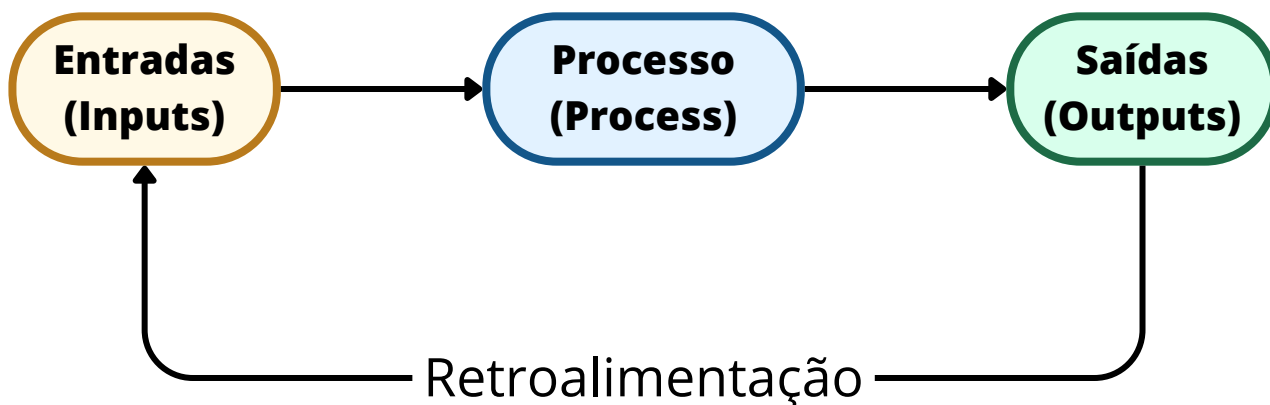 Entradas
(Inputs)
Processo
(Process)
Saídas
(Outputs)
Retroalimentação